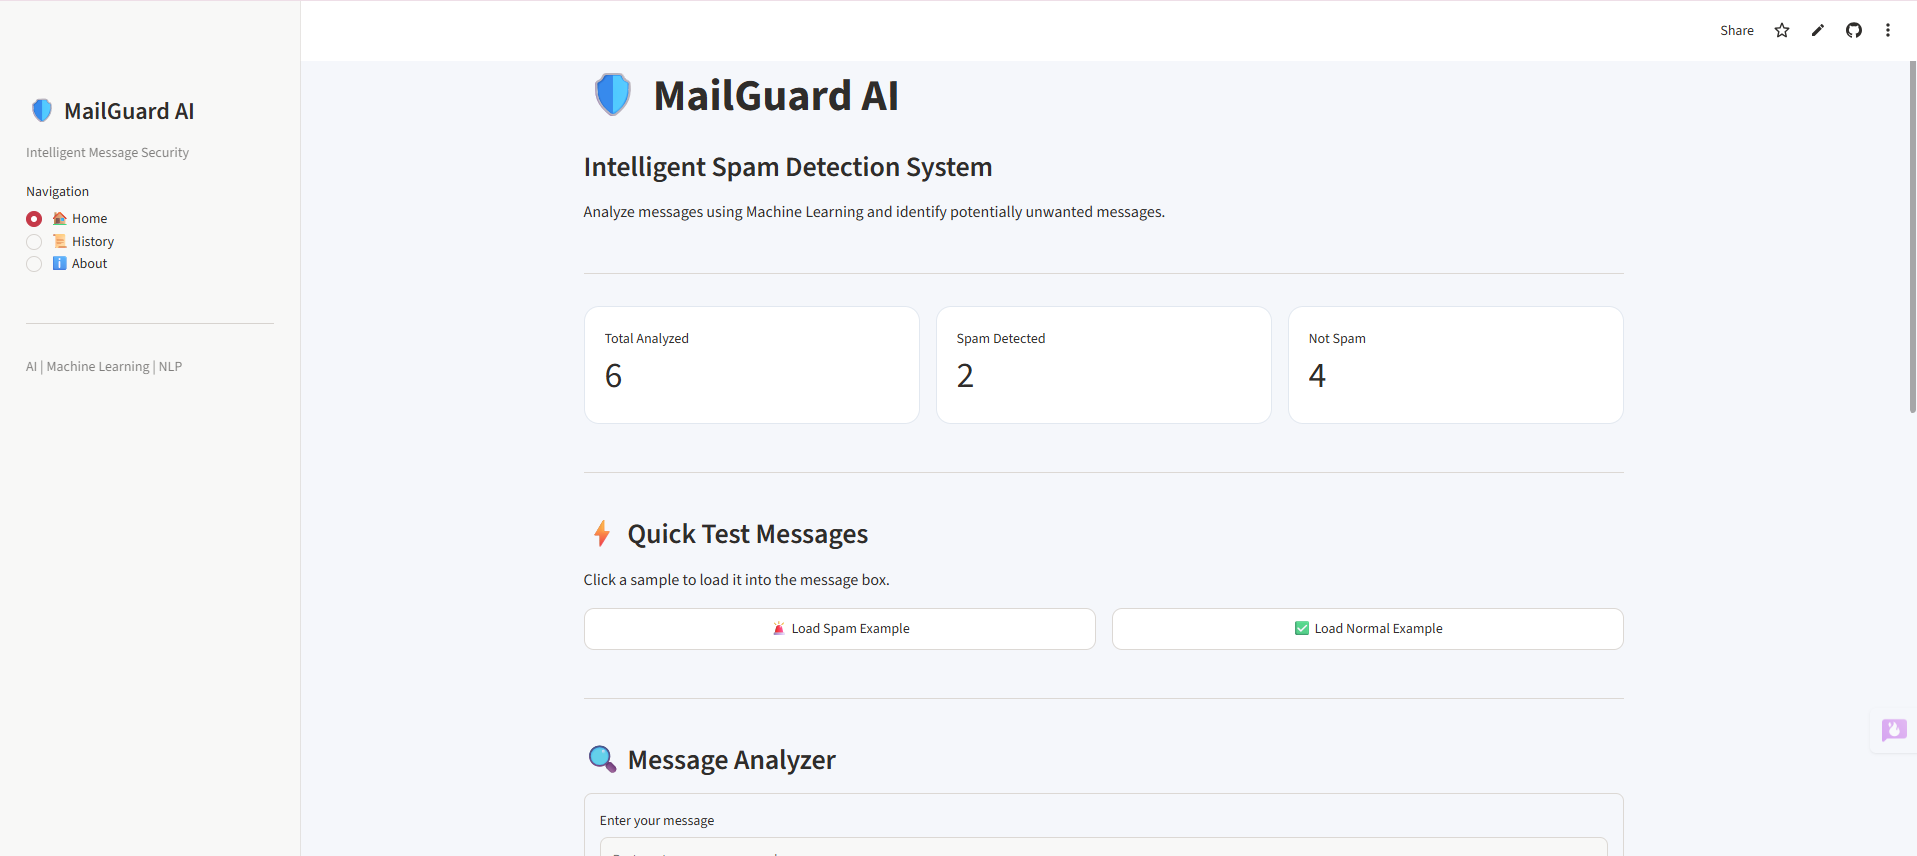 Share
MailGuard AI
Intelligent Message Security
Navigation
Home
History
About
AI | Machine Learning | NLP
MailGuard AI
Intelligent Spam Detection System
Analyze messages using Machine Learning and identify potentially unwanted messages.
Total Analyzed
6
Spam Detected
2
Not Spam
4
Quick Test Messages
Click a sample to load it into the message box.
Load Spam Example
Load Normal Example
Message Analyzer
Enter your message